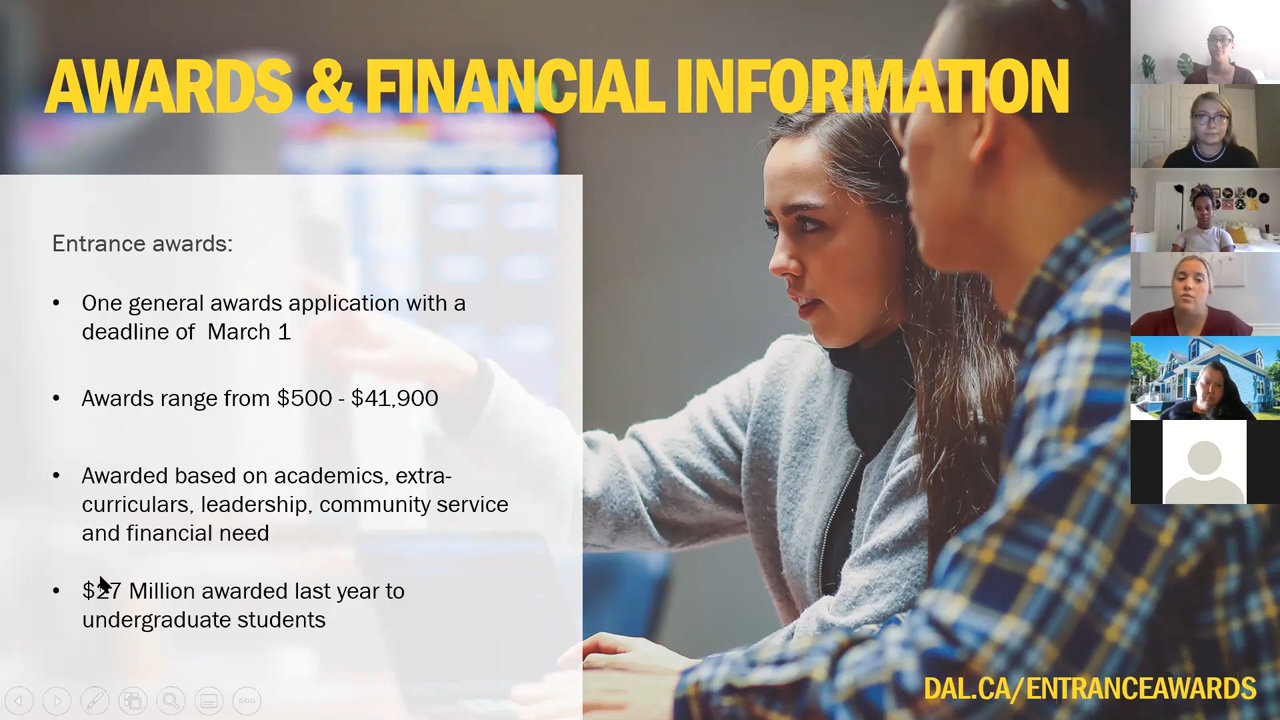 AWARDS & FINANCIAL INFORMATION
Entrance awards:
• One general awards application with a
deadline of March 1
• Awards range from $500 - $41,900
• Awarded based on academics, extra-
curriculars, leadership, community service
and financial need
• $27 Million awarded last year to
undergraduate students
DAL.CA/ENTRANCEAWARDS